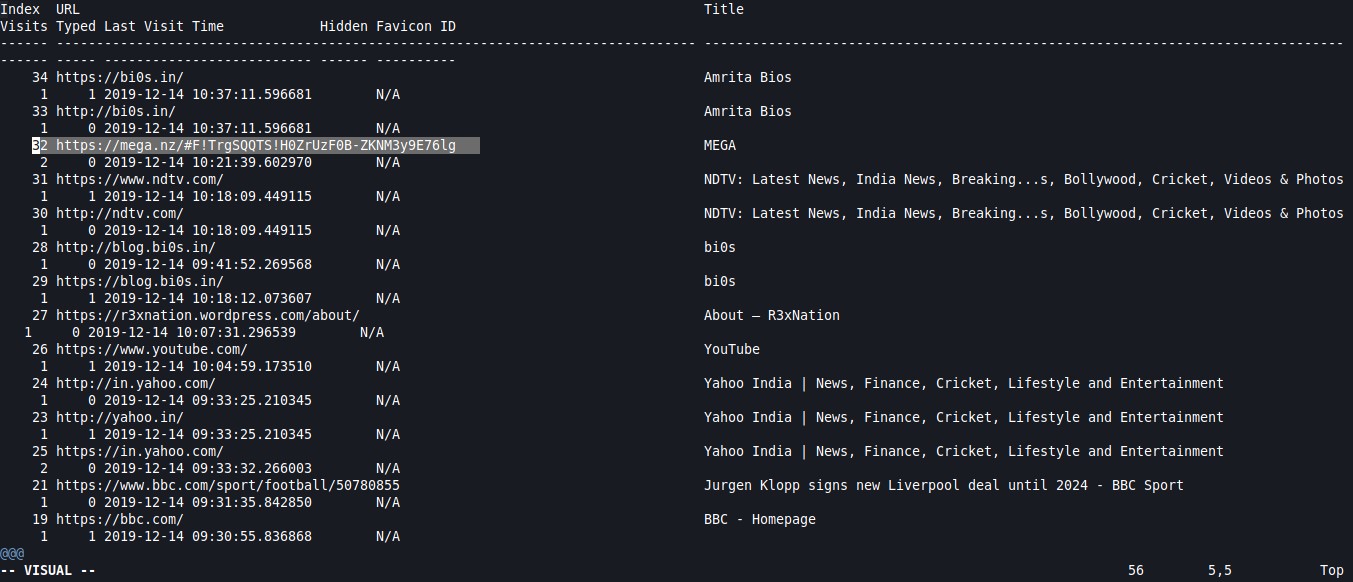 Index  URL                                                                              Title
Visits Typed Last Visit Time            Hidden Favicon ID
------ -------------------------------------------------------------------------------- --------------------------------------------------------------------------------
------ ----- -------------------------- ------ ----------
    34 https://bi0s.in/                                                                 Amrita Bios
     1     1 2019-12-14 10:37:11.596681        N/A
    33 http://bi0s.in/                                                                  Amrita Bios
     1     0 2019-12-14 10:37:11.596681        N/A
    32 https://mega.nz/#F!TrgSQQTS!H0ZrUzF0B-ZKNM3y9E76lg                               MEGA
     2     0 2019-12-14 10:21:39.602970        N/A
    31 https://www.ndtv.com/                                                            NDTV: Latest News, India News, Breaking...s, Bollywood, Cricket, Videos & Photos
     1     1 2019-12-14 10:18:09.449115        N/A
    30 http://ndtv.com/                                                                 NDTV: Latest News, India News, Breaking...s, Bollywood, Cricket, Videos & Photos
     1     0 2019-12-14 10:18:09.449115        N/A
    28 http://blog.bi0s.in/                                                             bi0s
     1     0 2019-12-14 09:41:52.269568        N/A
    29 https://blog.bi0s.in/                                                            bi0s
     1     1 2019-12-14 10:18:12.073607        N/A
    27 https://r3xnation.wordpress.com/about/                                           About – R3xNation
   1     0 2019-12-14 10:07:31.296539        N/A
    26 https://www.youtube.com/                                                         YouTube
     1     1 2019-12-14 10:04:59.173510        N/A
    24 http://in.yahoo.com/                                                             Yahoo India | News, Finance, Cricket, Lifestyle and Entertainment
     1     0 2019-12-14 09:33:25.210345        N/A
    23 http://yahoo.in/                                                                 Yahoo India | News, Finance, Cricket, Lifestyle and Entertainment
     1     1 2019-12-14 09:33:25.210345        N/A
    25 https://in.yahoo.com/                                                            Yahoo India | News, Finance, Cricket, Lifestyle and Entertainment
     2     0 2019-12-14 09:33:32.266003        N/A
    21 https://www.bbc.com/sport/football/50780855                                      Jurgen Klopp signs new Liverpool deal until 2024 - BBC Sport
     1     0 2019-12-14 09:31:35.842850        N/A
    19 https://bbc.com/                                                                 BBC - Homepage
     1     1 2019-12-14 09:30:55.836868        N/A
@@@
-- VISUAL --                                                    56        5,5           Top